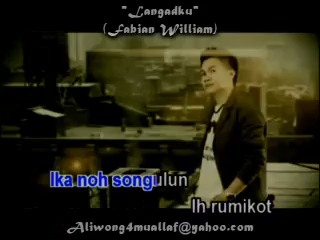 "Langadku"
(Fabian William)
Ika noh songulun
Ih rumikot
Aliwong4muallaf@yahoo.com